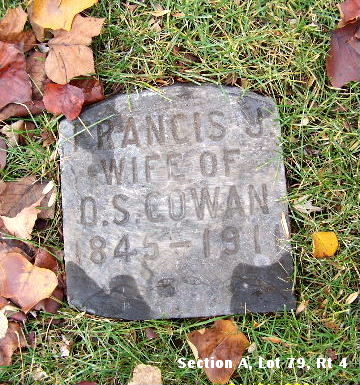 FRANCIS J.
WIFE OF
O.S. COWAN
1845-1911
Section A, Lot 79, Rt 4